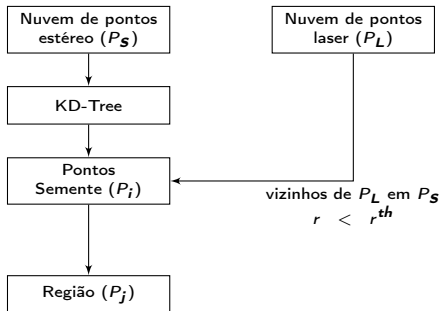 Nuvem de pontos
estéreo (P_S)
Nuvem de pontos
laser (P_L)
KD-Tree
Pontos
Semente (P_i)
vizinhos de P_L em P_S
r < r^th
Região (P_j)